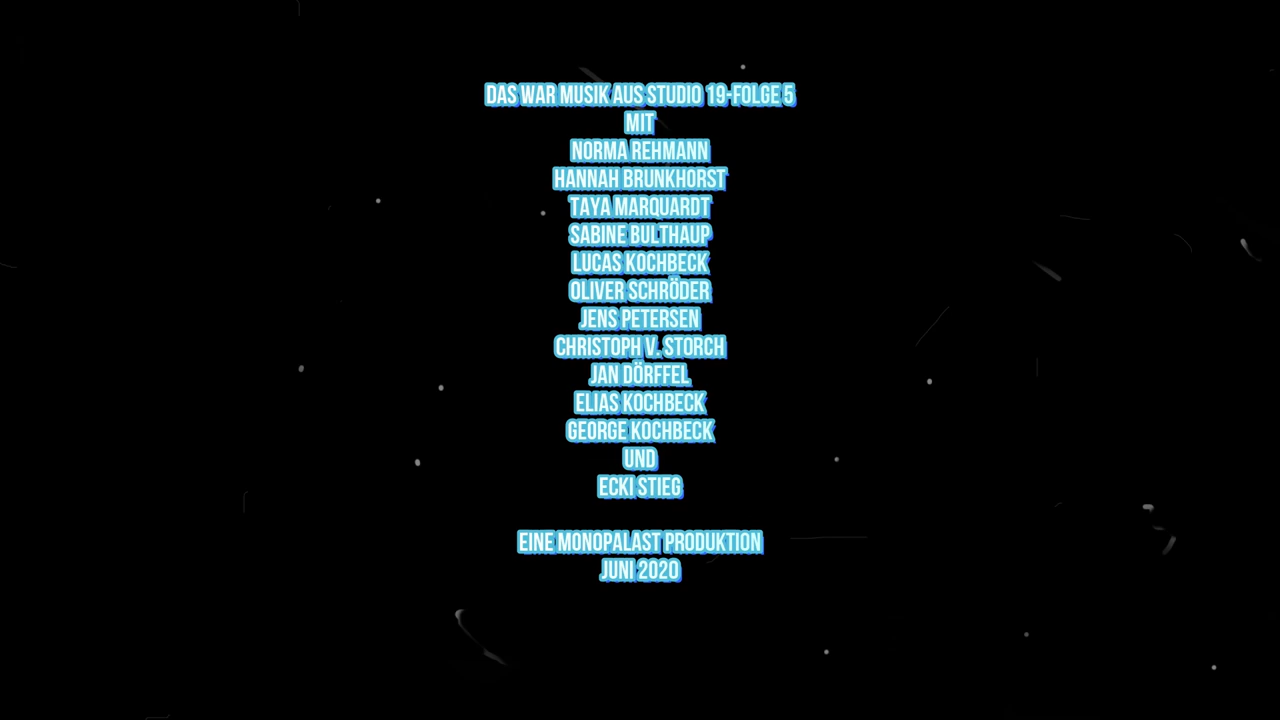 DAS WAR MUSIK AUS STUDIO 19-FOLGE 5
MIT
NORMA REHMANN
HANNAH BRUNKHORST
TAYA MARQUARDT
SABINE BULTHAUP
LUCAS KOCHBECK
OLIVER SCHRÖDER
JENS PETERSEN
CHRISTOPH V. STORCH
JAN DÖRFFEL
ELIAS KOCHBECK
GEORGE KOCHBECK
UND
ECKI STIEG
EINE MONOPALAST PRODUKTION
JUNI 2020